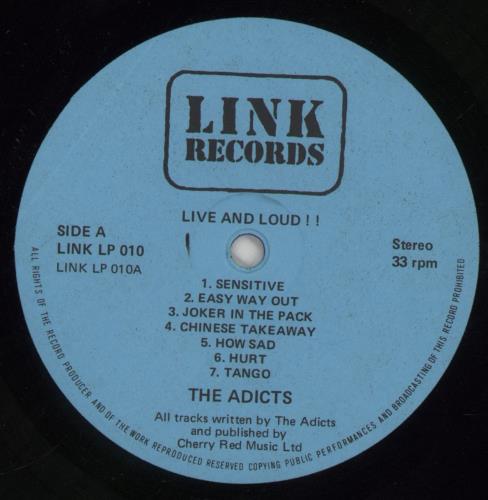 LINK
RECORDS
LIVE AND LOUD ! !
SIDE A
LINK LP 010
LINK LP 010A
Stereo
33 rpm
1. SENSITIVE
2. EASY WAY OUT
3. JOKER IN THE PACK
4. CHINESE TAKEAWAY
5. HOW SAD
6. HURT
7. TANGO
THE ADICTS
All tracks written by The Adicts
and published by
Cherry Red Music Ltd
ALL RIGHTS OF THE RECORD PRODUCER AND OF THE WORK REPRODUCED RESERVED COPYING PUBLIC PERFORMANCES AND BROADCASTING OF THIS RECORD PROHIBITED